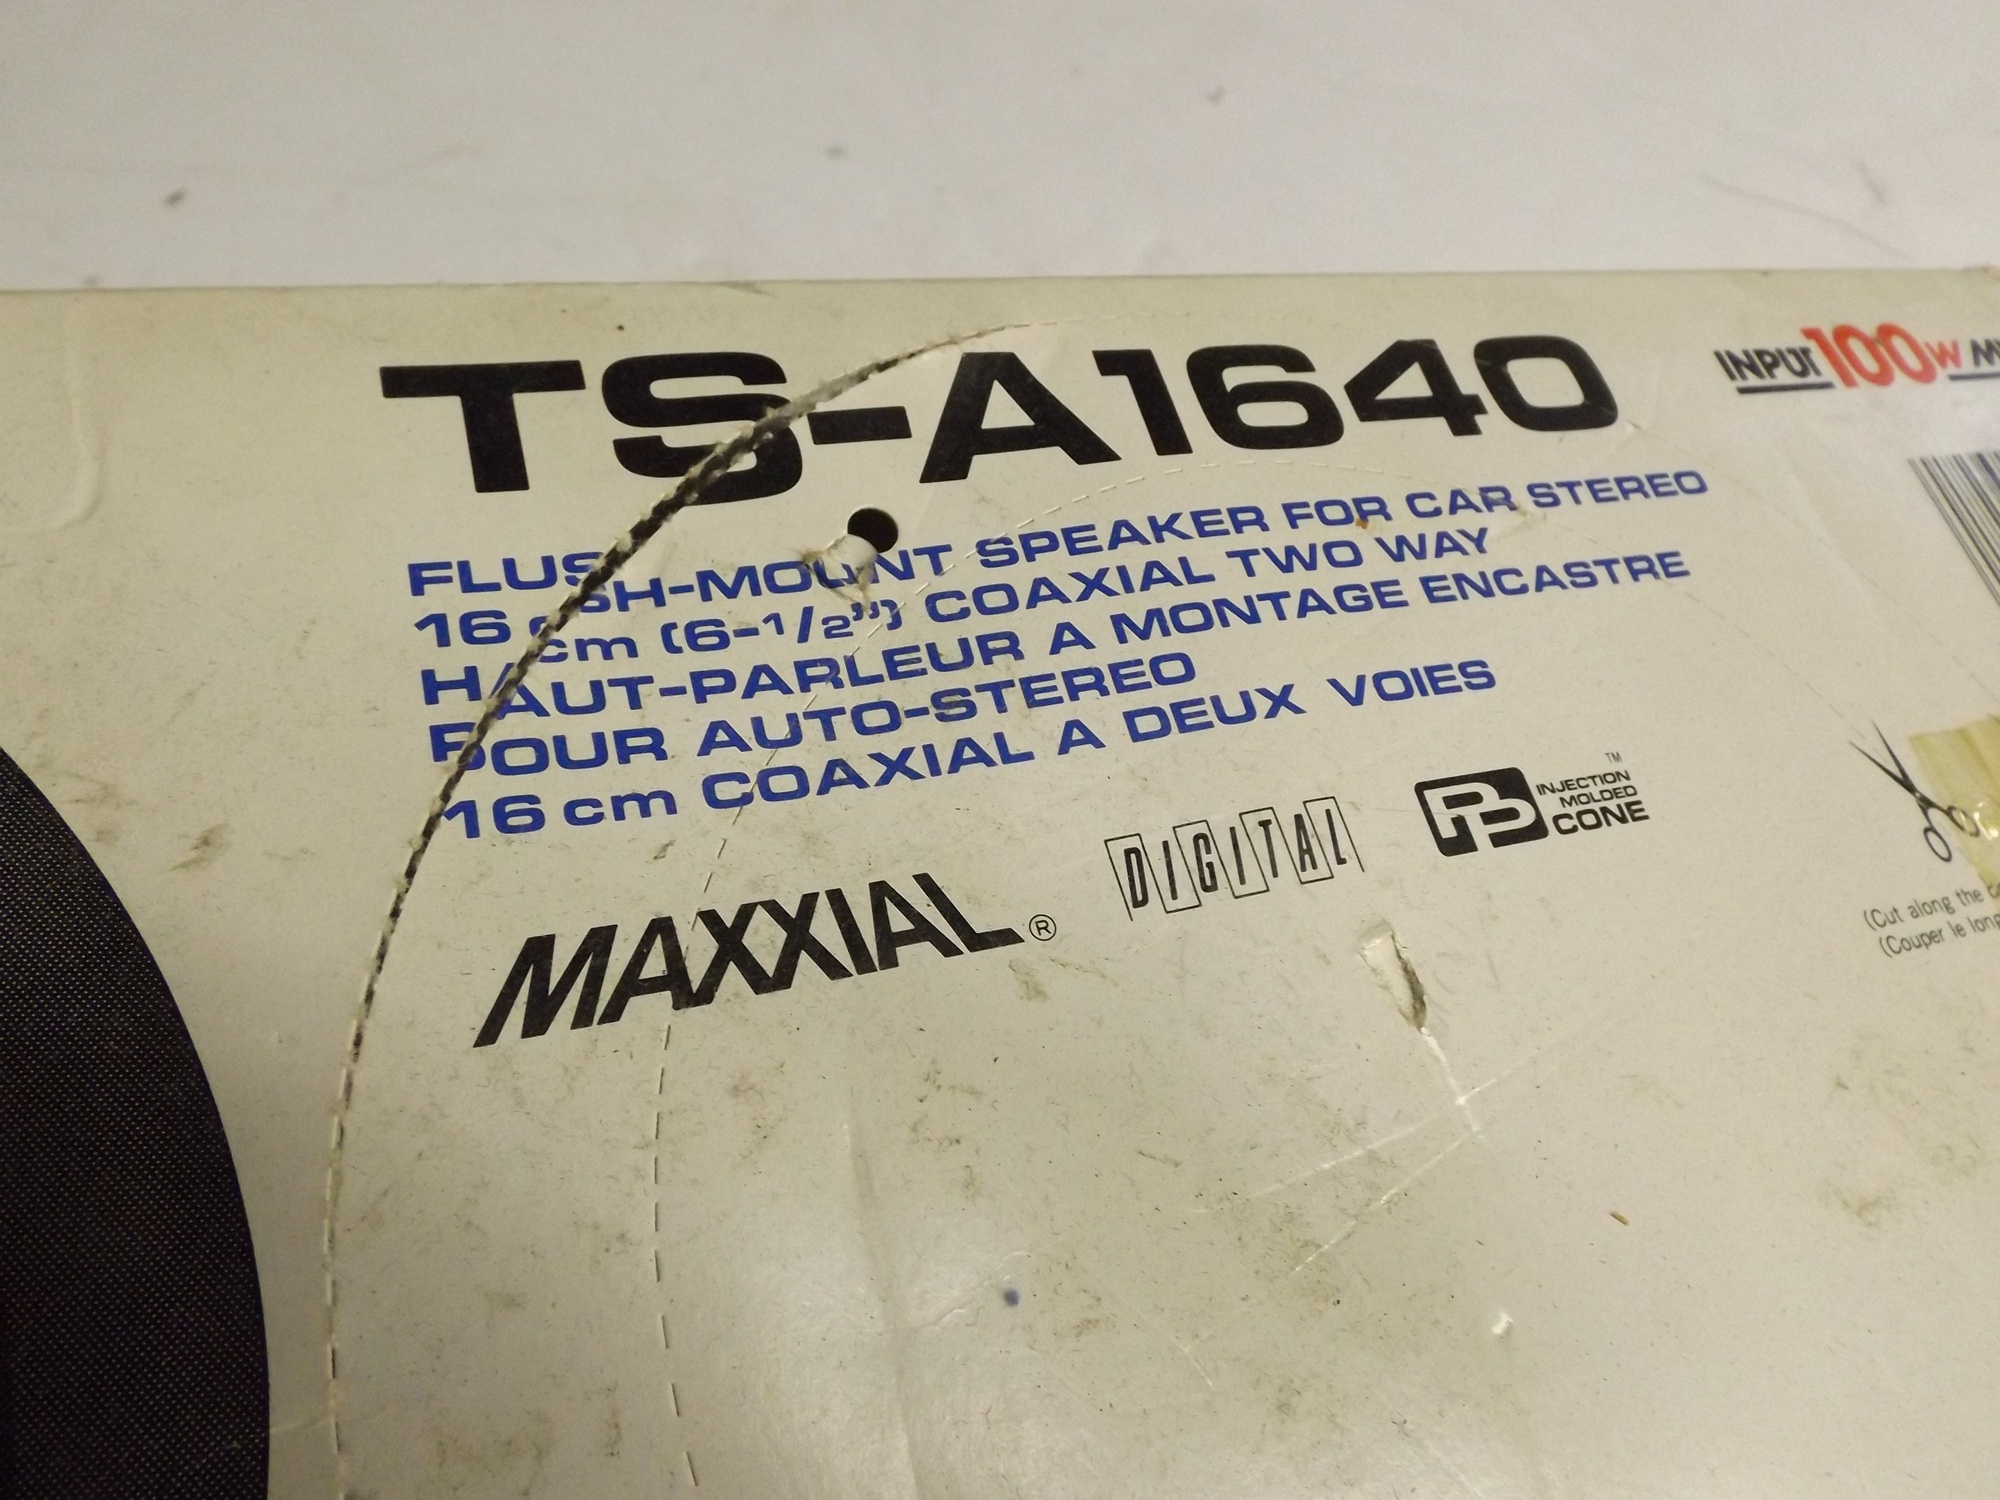 TS-A1640
INPUT 100W
FLUSH-MOUNT SPEAKER FOR CAR STEREO
16 cm (6-1/2") COAXIAL TWO WAY
HAUT-PARLEUR A MONTAGE ENCASTRE
POUR AUTO-STEREO
16 cm COAXIAL A DEUX VOIES
MAXXIAL®
DIGITAL
INJECTION™
MOLDED
CONE
(Cut along the
(Couper le long